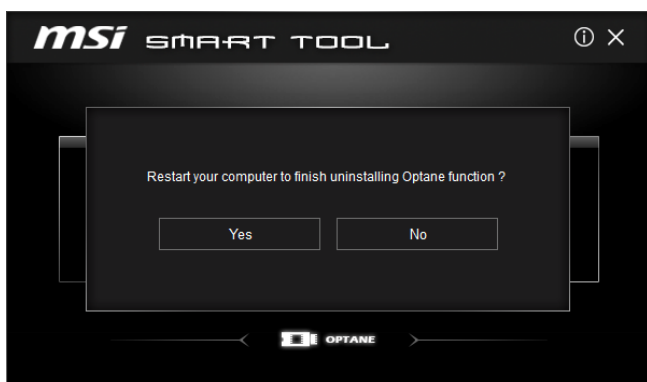 msi SMART TOOL
Restart your computer to finish uninstalling Optane function ?
Yes No
OPTANE